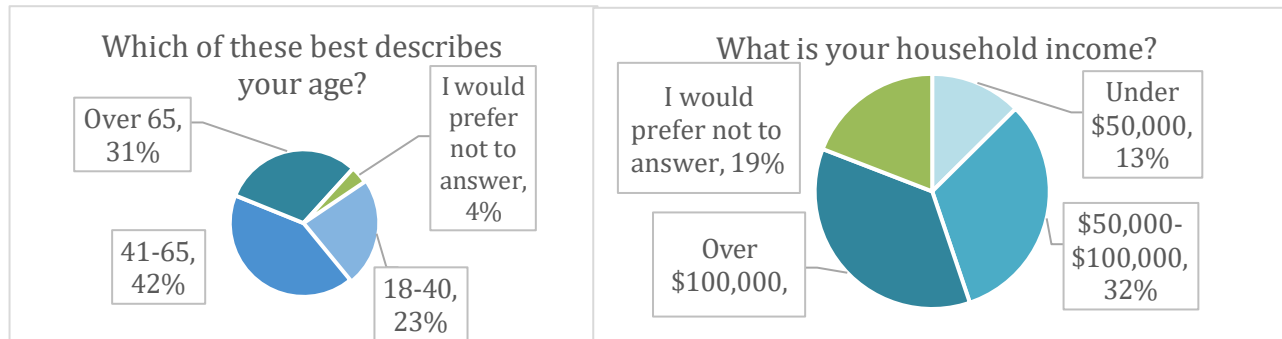 Which of these best describes
your age?
Over 65,
31%
I would
prefer
not to
answer,
4%
41-65,
42%
18-40,
23%
What is your household income?
I would
prefer not to
answer, 19%
Under
$50,000,
13%
Over
$100,000,
$50,000-
$100,000,
32%